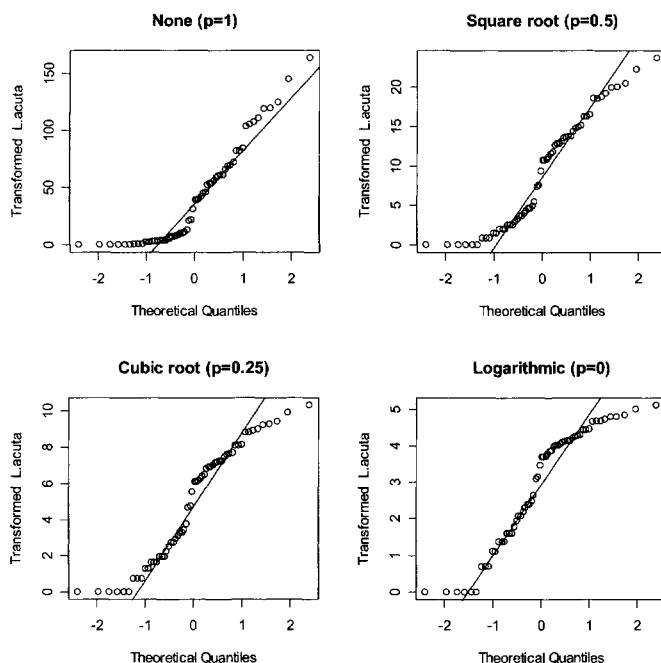 None (p=1)
Transformed L.acuta
0 50 100 150
-2 -1 0 1 2
Theoretical Quantiles
Square root (p=0.5)
Transformed L.acuta
0 5 10 15 20
-2 -1 0 1 2
Theoretical Quantiles
Cubic root (p=0.25)
Transformed L.acuta
0 2 4 6 8 10
-2 -1 0 1 2
Theoretical Quantiles
Logarithmic (p=0)
Transformed L.acuta
0 1 2 3 4 5
-2 -1 0 1 2
Theoretical Quantiles